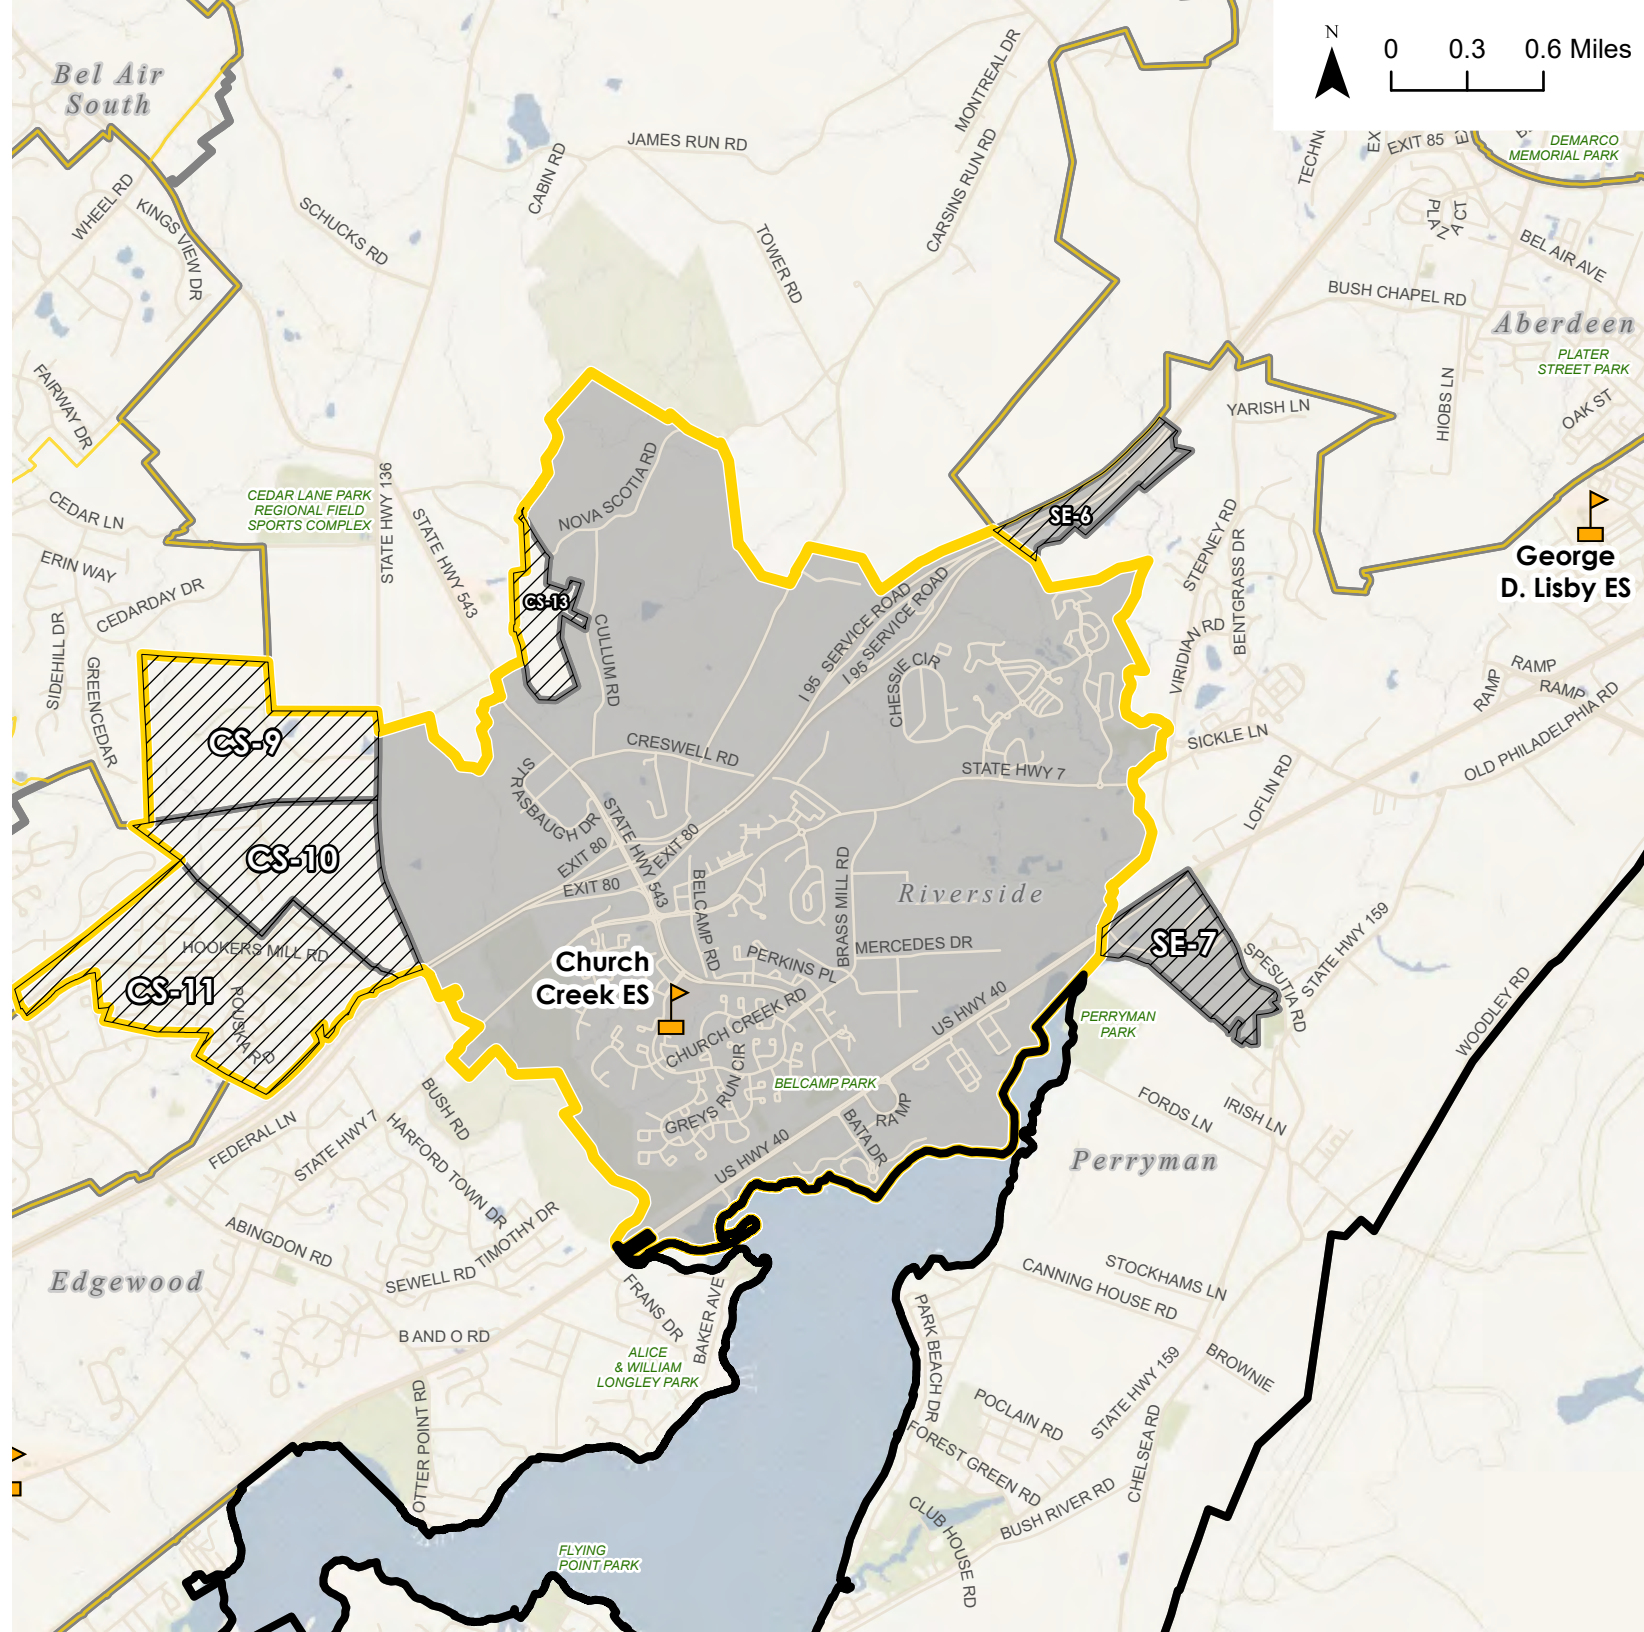 N
0 0.3 0.6 Miles
Bel Air
South
JAMES RUN RD
MONTREAL DR
CARSINS RUN RD
CABIN RD
WHEEL RD
KINGS VIEW DR
SCHUCKS RD
TOWER RD
EXIT 85
DEMARCO
MEMORIAL PARK
BEL AIR AVE
BUSH CHAPEL RD
Aberdeen
PLATER
STREET PARK
OAK ST
HIOBS LN
YARISH LN
FAIRWAY DR
CEDAR LN
CEDAR LANE PARK
REGIONAL FIELD
SPORTS COMPLEX
STATE HWY 136
STATE HWY 543
NOVA SCOTIA RD
SE-6
STEPNEY RD
BENTGRASS DR
George
D. Lisby ES
ERIN WAY
CEDARDAY DR
SIDEHILL DR
GREENCEDAR
CS-13
CULLUM RD
I 95 SERVICE ROAD
I 95 SERVICE ROAD
CHESSIE CIR
VIRIDIAN RD
RAMP
RAMP
RAMP
OLD PHILADELPHIA RD
SICKLE LN
LOFLIN RD
CS-9
CRESWELL RD
STATE HWY 7
ST
RASBAUGH DR
STATE HWY 543
EXIT 80
EXIT 80
EXIT 80
CS-10
BELCAMP RD
BRASS MILL RD
Riverside
MERCEDES DR
PERKINS PL
HOOKERS MILL RD
CS-11
Church
Creek ES
CHURCH CREEK RD
US HWY 40
SE-7
SPESUTIA RD
STATE HWY 159
WOODLEY RD
PERRYMAN
PARK
BELCAMP PARK
GREYS RUN CIR
RAMP
BATA DR
US HWY 40
FORDS LN
IRISH LN
Perryman
BUSH RD
FEDERAL LN
STATE HWY 7
HARFORD TOWN DR
TIMOTHY DR
ABINGDON RD
SEWELL RD
Edgewood
FRANS DR
BAKER AVE
B AND O RD
ALICE
& WILLIAM
LONGLEY PARK
OTTER POINT RD
STOCKHAMS LN
CANNING HOUSE RD
PARK BEACH DR
BROWNIE
STATE HWY 159
POCLAIN RD
CHELSEA RD
FOREST GREEN RD
BUSH RIVER RD
CLUB HOUSE RD
FLYING
POINT PARK